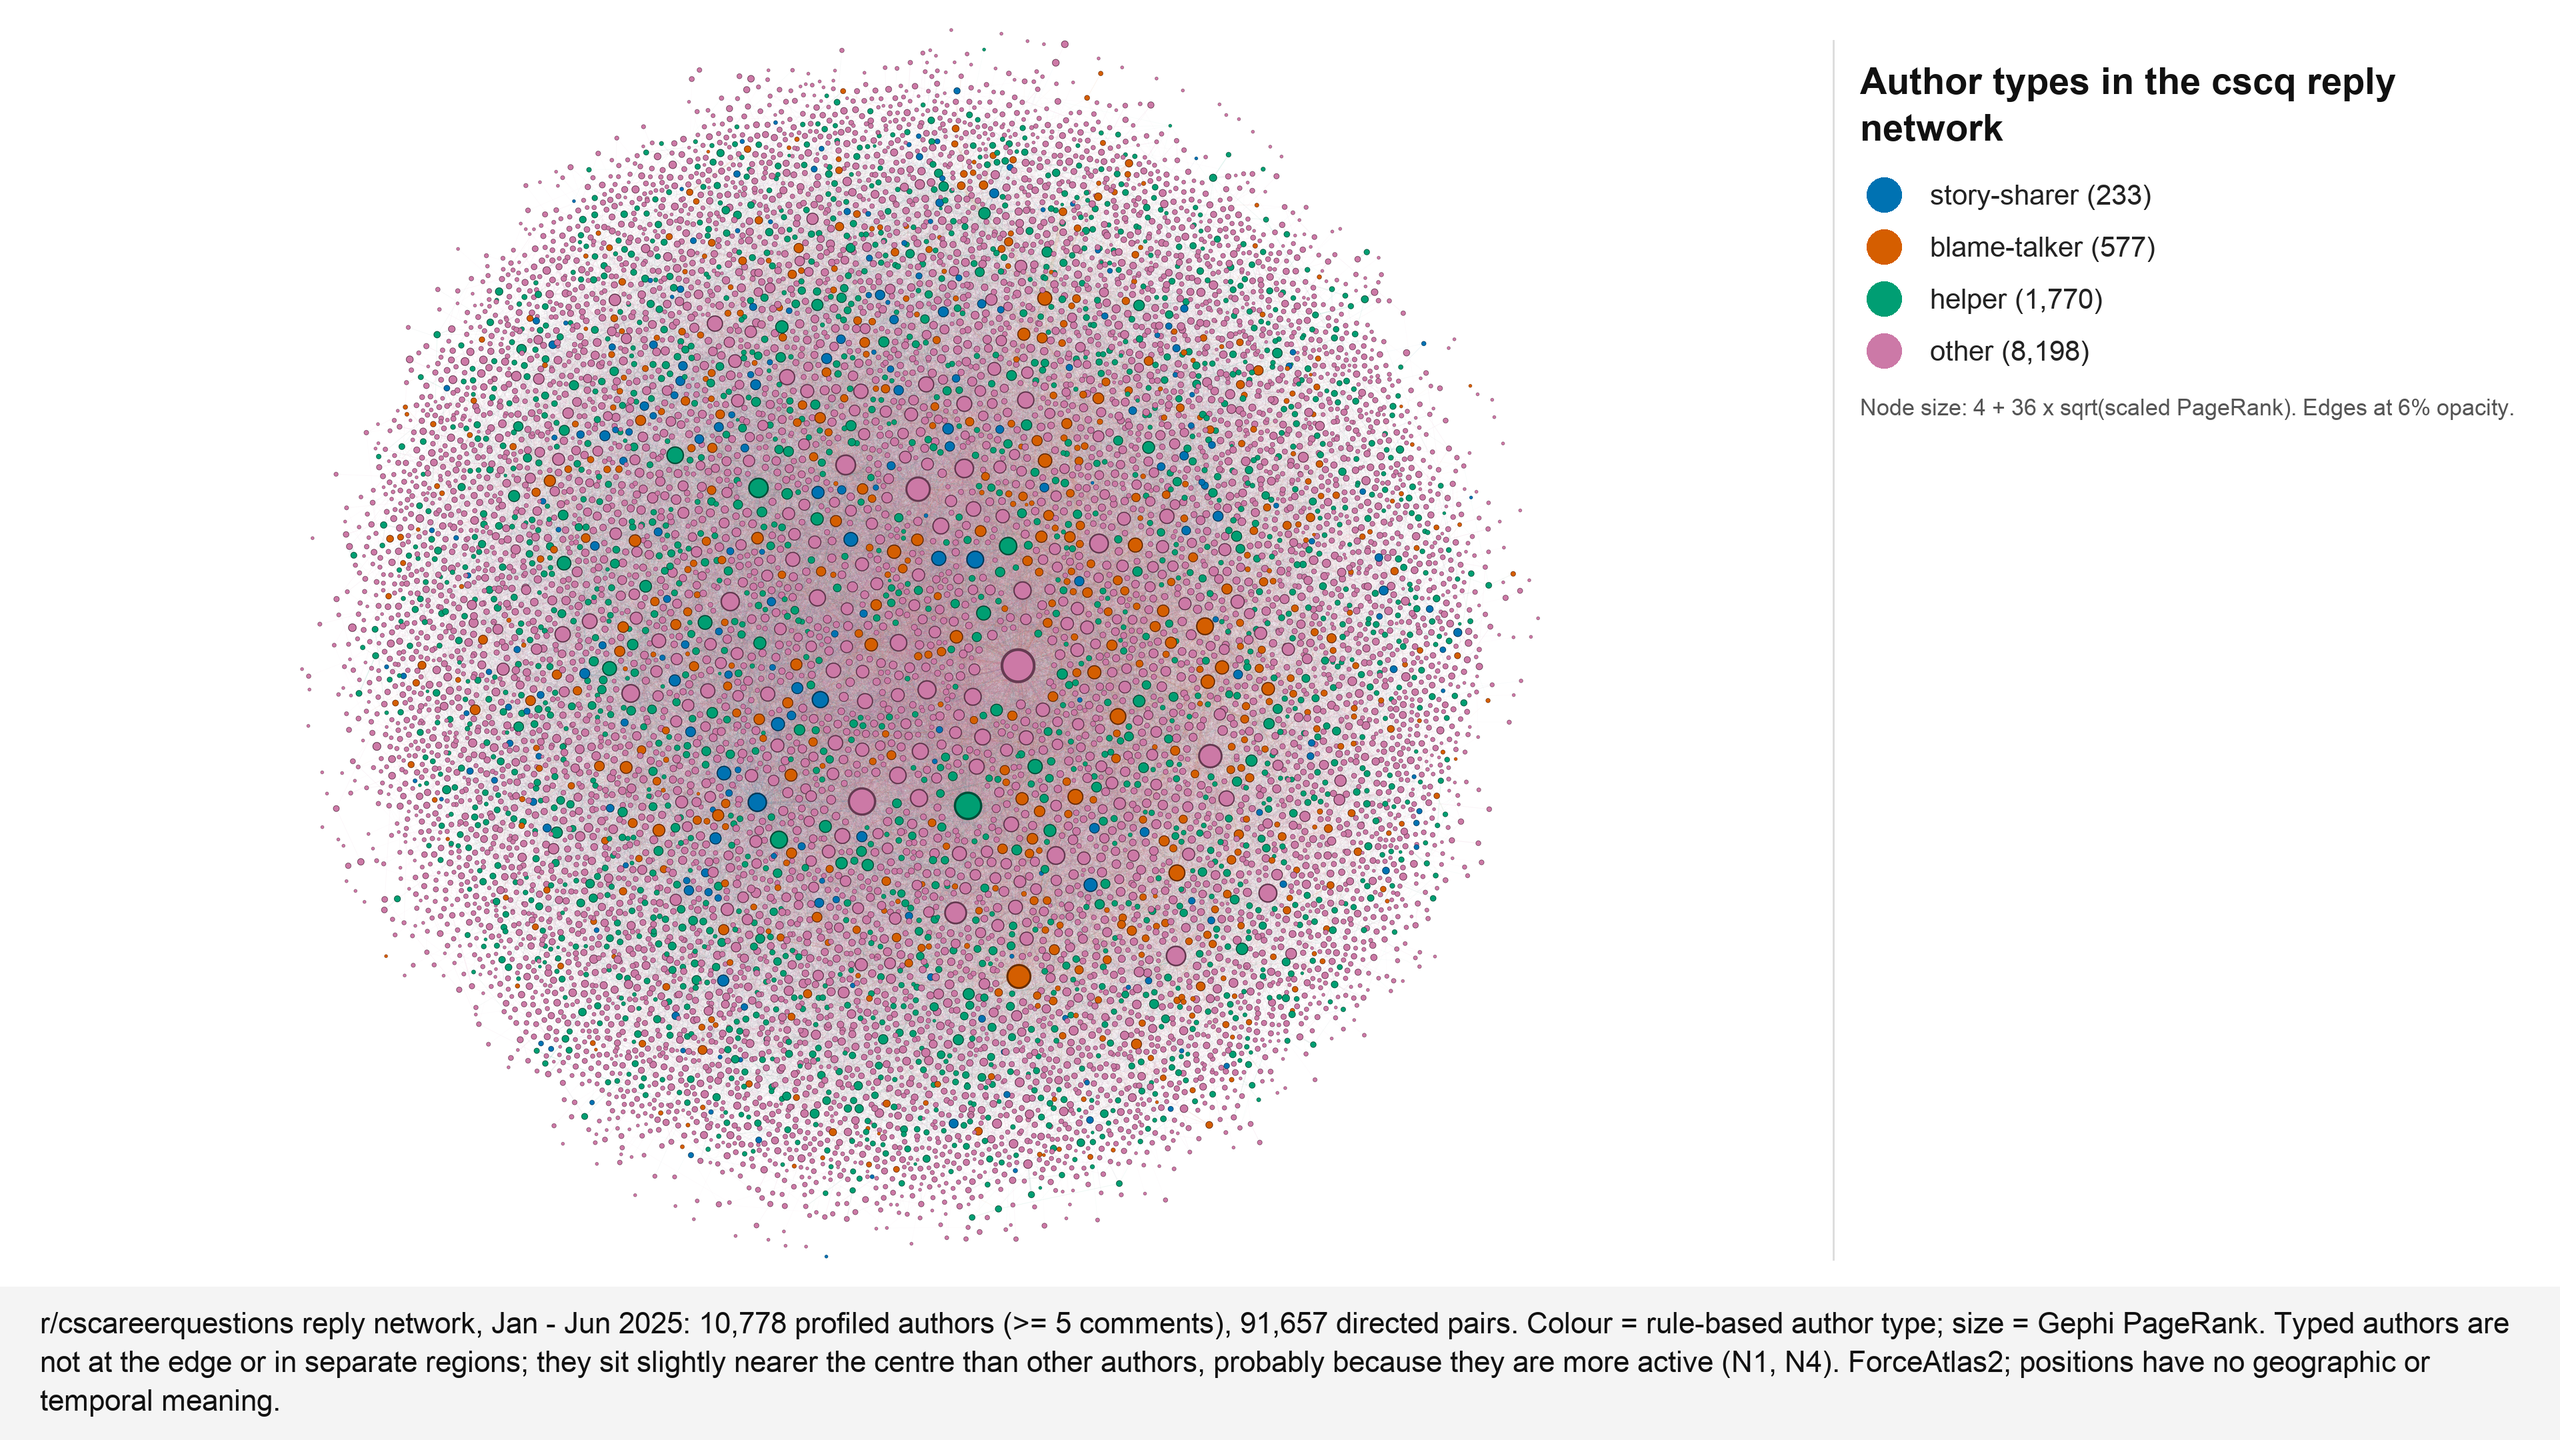 Author types in the cscq reply
network
story-sharer (233)
blame-talker (577)
helper (1,770)
other (8,198)
Node size: 4 + 36 x sqrt(scaled PageRank). Edges at 6% opacity.
r/cscareerquestions reply network, Jan - Jun 2025: 10,778 profiled authors (>= 5 comments), 91,657 directed pairs. Colour = rule-based author type; size = Gephi PageRank. Typed authors are
not at the edge or in separate regions; they sit slightly nearer the centre than other authors, probably because they are more active (N1, N4). ForceAtlas2; positions have no geographic or
temporal meaning.